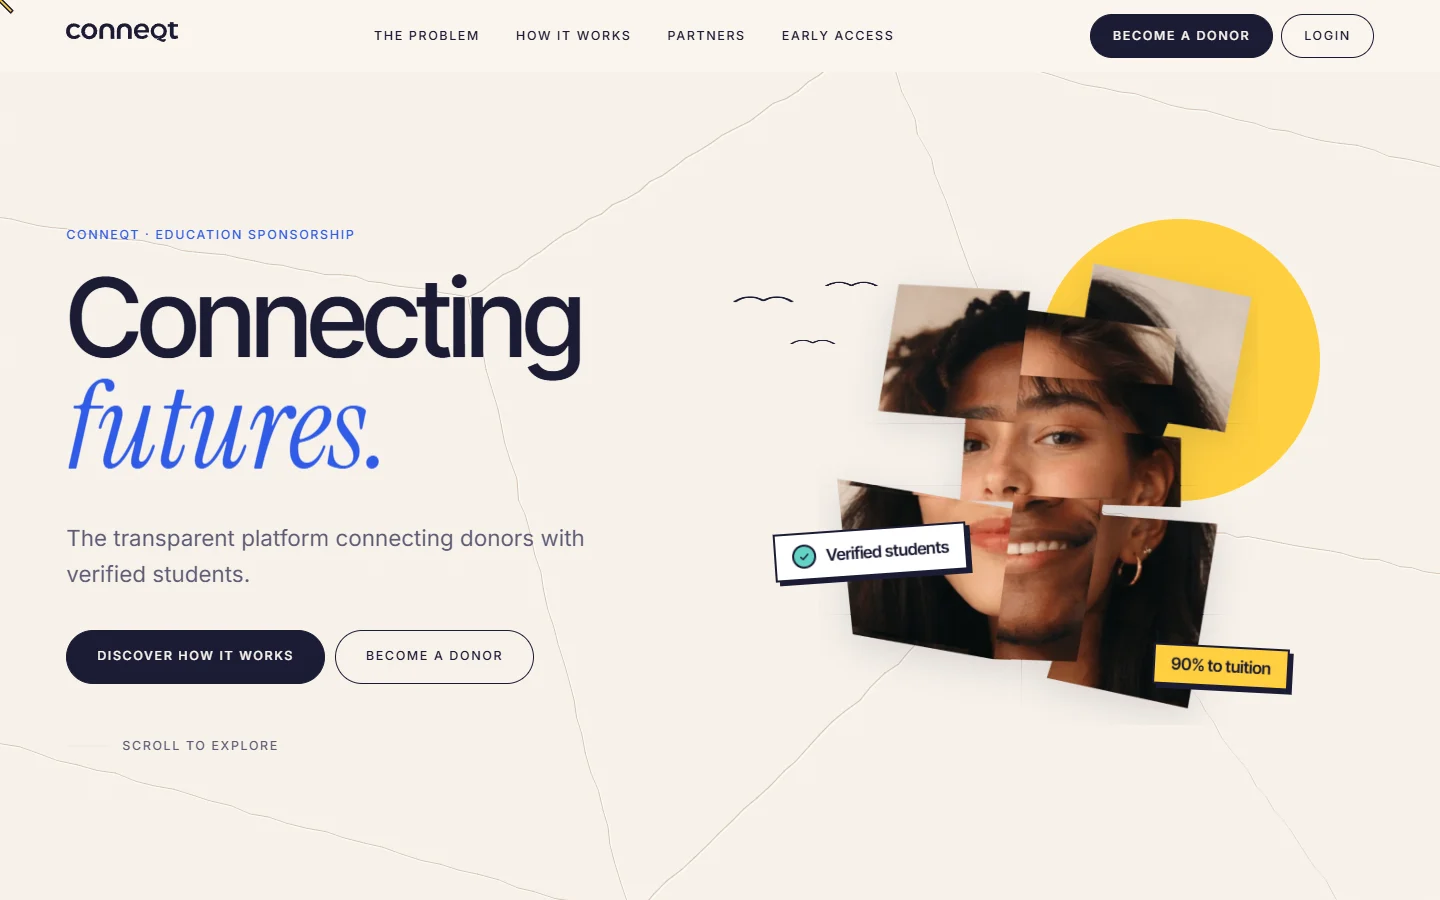 conneqt
THE PROBLEM
HOW IT WORKS
PARTNERS
EARLY ACCESS
BECOME A DONOR
LOGIN
CONNEQT · EDUCATION SPONSORSHIP
Connecting
futures.
The transparent platform connecting donors with
verified students.
DISCOVER HOW IT WORKS
BECOME A DONOR
SCROLL TO EXPLORE
Verified students
90% to tuition